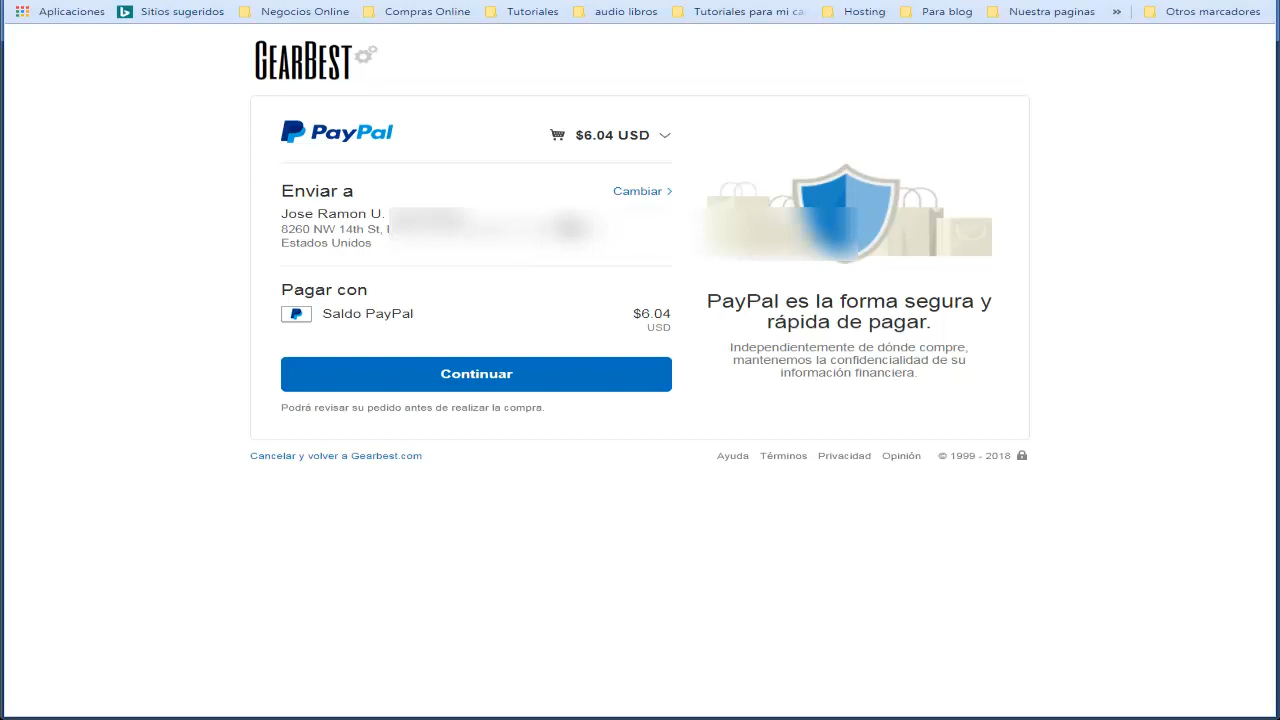 Aplicaciones Sitios sugeridos Negocios Online Compras Online Tutoriales audio libros Tutoriales para mi ca Hosting Para blog Nuestra paginas » Otros marcadores
GEARBEST
PayPal
$6.04 USD
Enviar a
Cambiar >
Jose Ramon U.
8260 NW 14th St,
Estados Unidos
Pagar con
Saldo PayPal
$6.04
USD
Continuar
Podrá revisar su pedido antes de realizar la compra.
PayPal es la forma segura y
rápida de pagar.
Independientemente de dónde compre,
mantenemos la confidencialidad de su
información financiera.
Cancelar y volver a Gearbest.com
Ayuda Términos Privacidad Opinión © 1999 - 2018